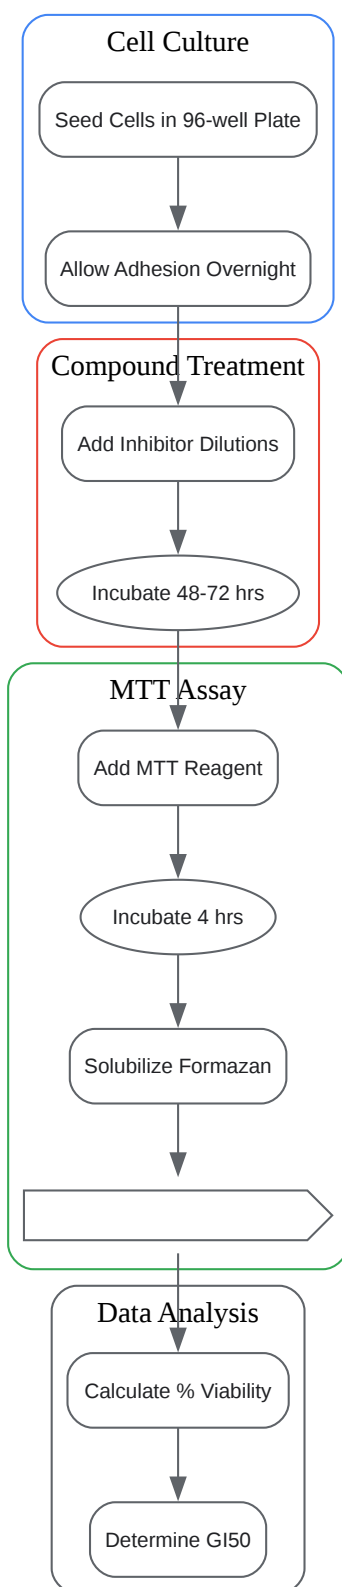 Cell Culture
Seed Cells in 96-well Plate
Allow Adhesion Overnight
Compound Treatment
Add Inhibitor Dilutions
Incubate 48-72 hrs
MTT Assay
Add MTT Reagent
Incubate 4 hrs
Solubilize Formazan
Data Analysis
Calculate % Viability
Determine GI50